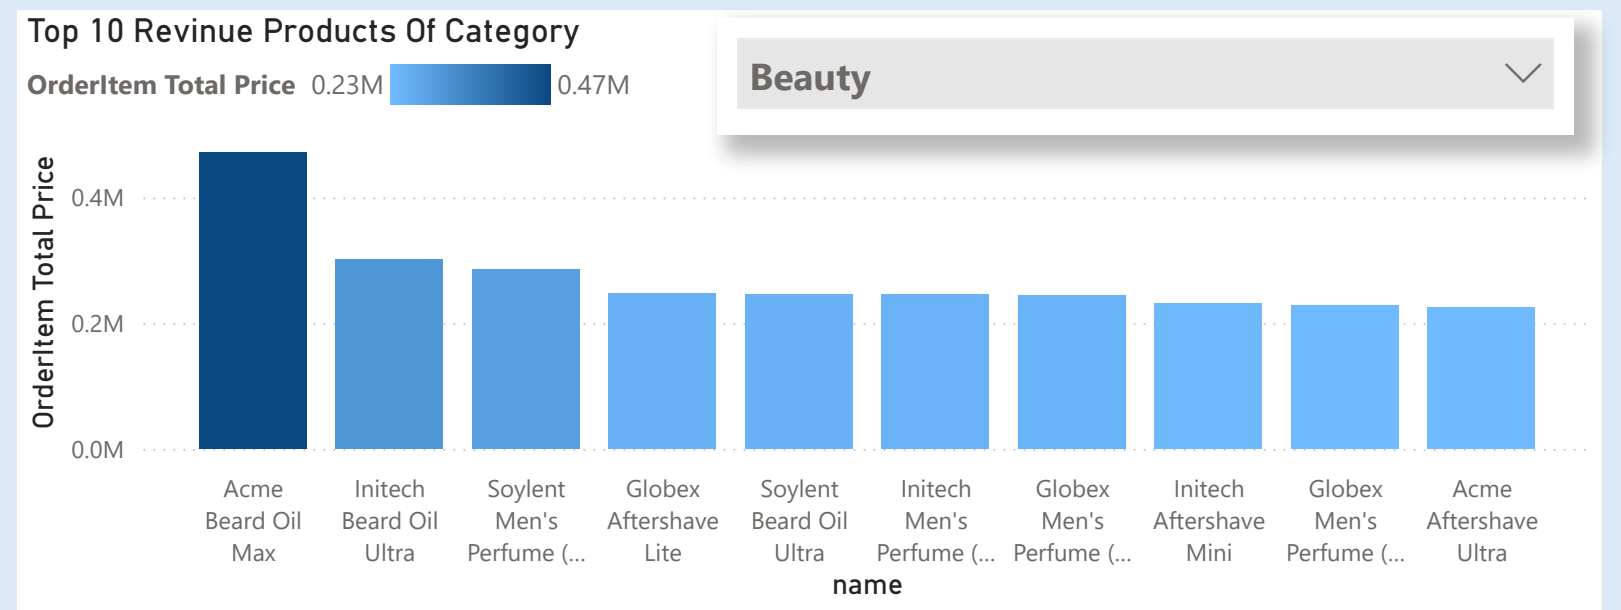 Top 10 Revinue Products Of Category
OrderItem Total Price 0.23M 0.47M
Beauty
OrderItem Total Price
0.4M
0.2M
0.0M
Acme
Beard Oil
Max
Initech
Beard Oil
Ultra
Soylent
Men's
Perfume (...
Globex
Aftershave
Lite
Soylent
Beard Oil
Ultra
Initech
Men's
Perfume (...
Globex
Men's
Perfume (...
Initech
Aftershave
Mini
Globex
Men's
Perfume (...
Acme
Aftershave
Ultra
name